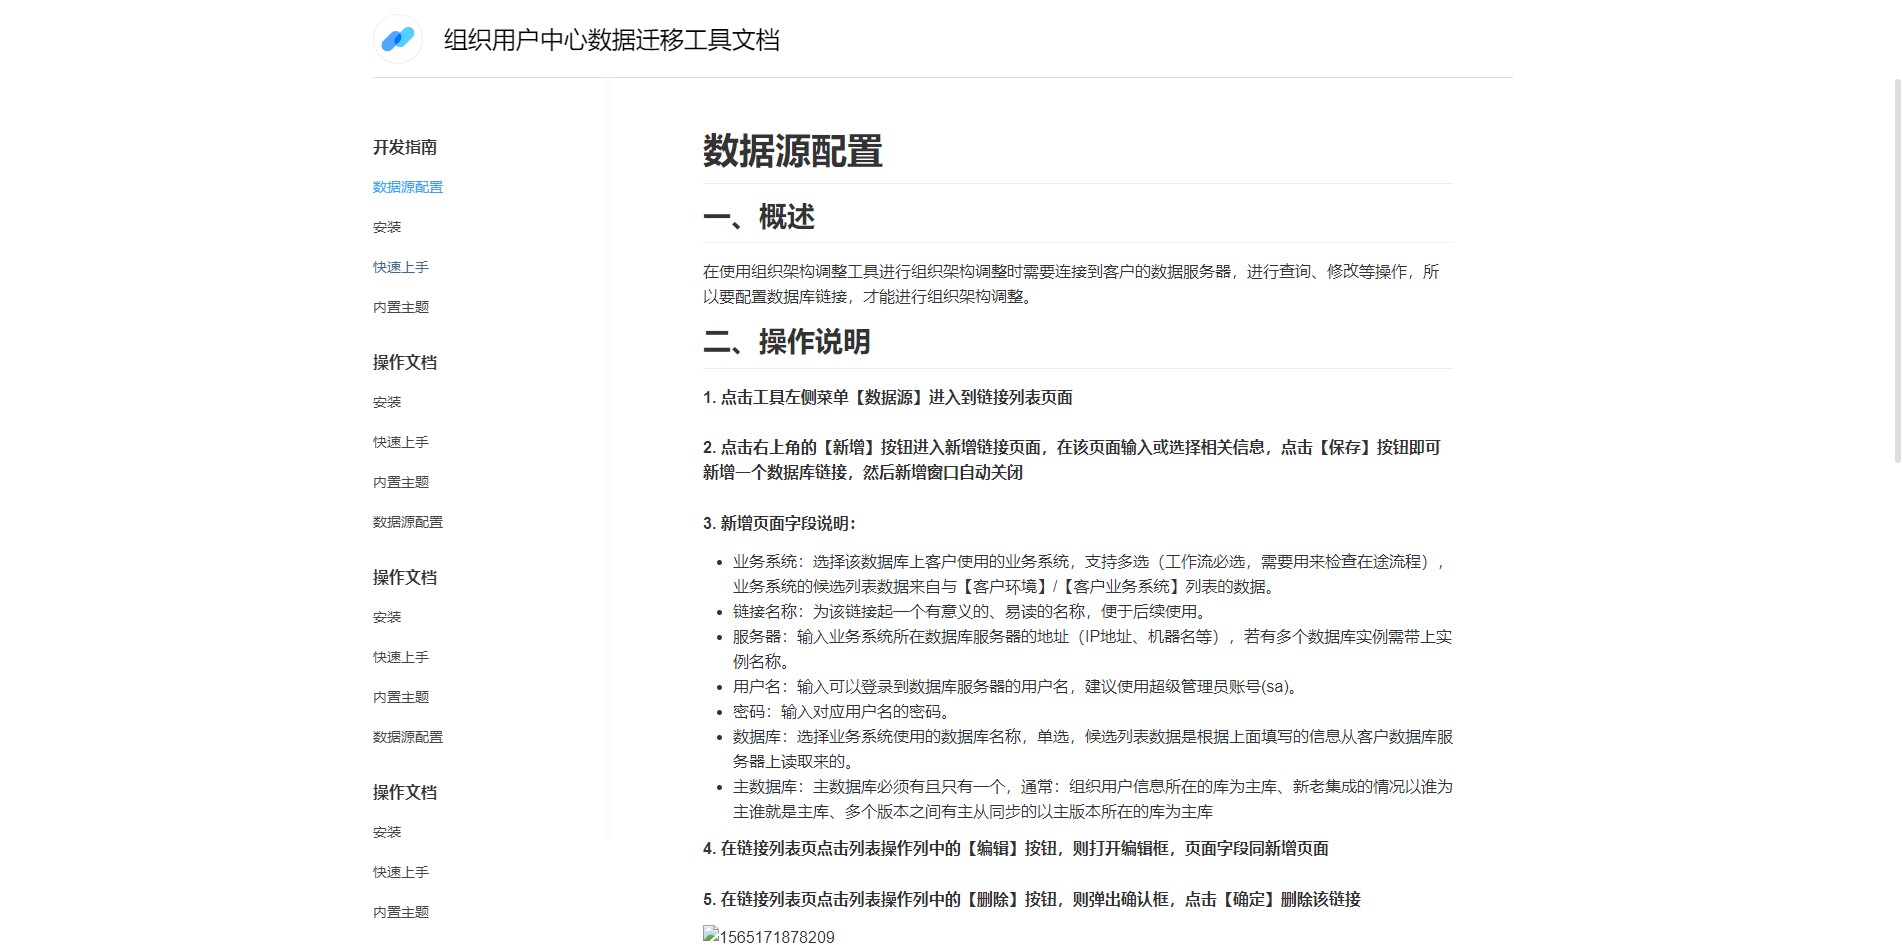 组织用户中心数据迁移工具文档
开发指南
数据源配置
安装
快速上手
内置主题
操作文档
安装
快速上手
内置主题
数据源配置
操作文档
安装
快速上手
内置主题
数据源配置
操作文档
安装
快速上手
内置主题
数据源配置
一、概述
在使用组织架构调整工具进行组织架构调整时需要连接到客户的数据服务器，进行查询、修改等操作，所
以要配置数据库链接，才能进行组织架构调整。
二、操作说明
1. 点击工具左侧菜单【数据源】进入到链接列表页面
2. 点击右上角的【新增】按钮进入新增链接页面，在该页面输入或选择相关信息，点击【保存】按钮即可
新增一个数据库链接，然后新增窗口自动关闭
3. 新增页面字段说明：
业务系统：选择该数据库上客户使用的业务系统，支持多选（工作流必选，需要用来检查在途流程），
业务系统的候选列表数据来自与【客户环境】/【客户业务系统】列表的数据。
链接名称：为该链接起一个有意义的、易读的名称，便于后续使用。
服务器：输入业务系统所在数据库服务器的地址（IP地址、机器名等），若有多个数据库实例需带上实
例名称。
用户名：输入可以登录到数据库服务器的用户名，建议使用超级管理员账号(sa)。
密码：输入对应用户名的密码。
数据库：选择业务系统使用的数据库名称，单选，候选列表数据是根据上面填写的信息从客户数据库服
务器上读取来的。
主数据库：主数据库必须有且只有一个，通常：组织用户信息所在的库为主库、新老集成的情况以谁为
主谁就是主库、多个版本之间有主从同步的以主版本所在的库为主库
4. 在链接列表页点击列表操作列中的【编辑】按钮，则打开编辑框，页面字段同新增页面
5. 在链接列表页点击列表操作列中的【删除】按钮，则弹出确认框，点击【确定】删除该链接
1565171878209